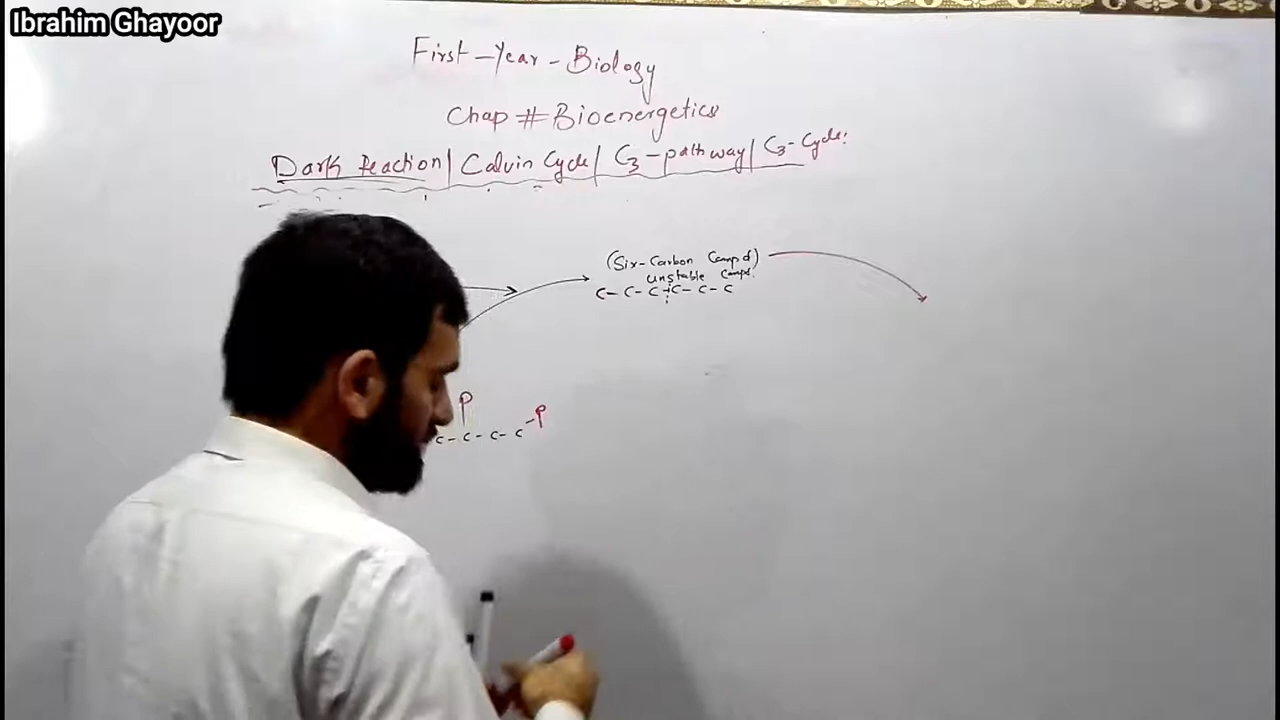 Ibrahim Ghayoor
First-Year-Biology
Chap # Bioenergetics
Dark Reaction/ Calvin Cycle/ C3-pathway/ C3-Cycle:
(Six-Carbon Compd)
unstable Compd.
C-C-C-C-C-C
P
P
C-C-C-C